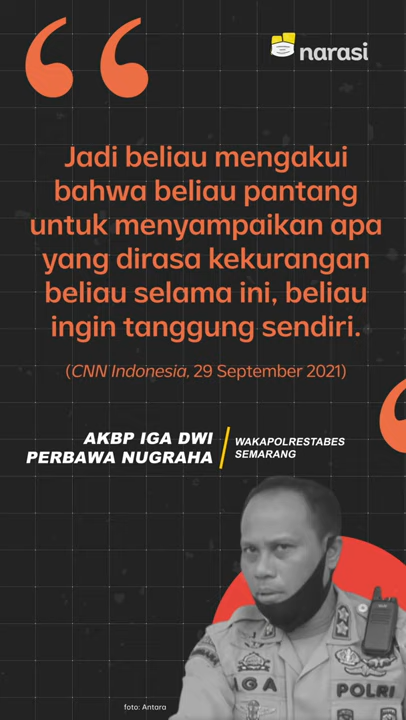 narasi
Jadi beliau mengakui
bahwa beliau pantang
untuk menyampaikan apa
yang dirasa kekurangan
beliau selama ini, beliau
ingin tanggung sendiri.
(CNN Indonesia, 29 September 2021)
AKBP IGA DWI
PERBAWA NUGRAHA
WAKAPOLRESTABES
SEMARANG
IGA
POLRI
foto: Antara